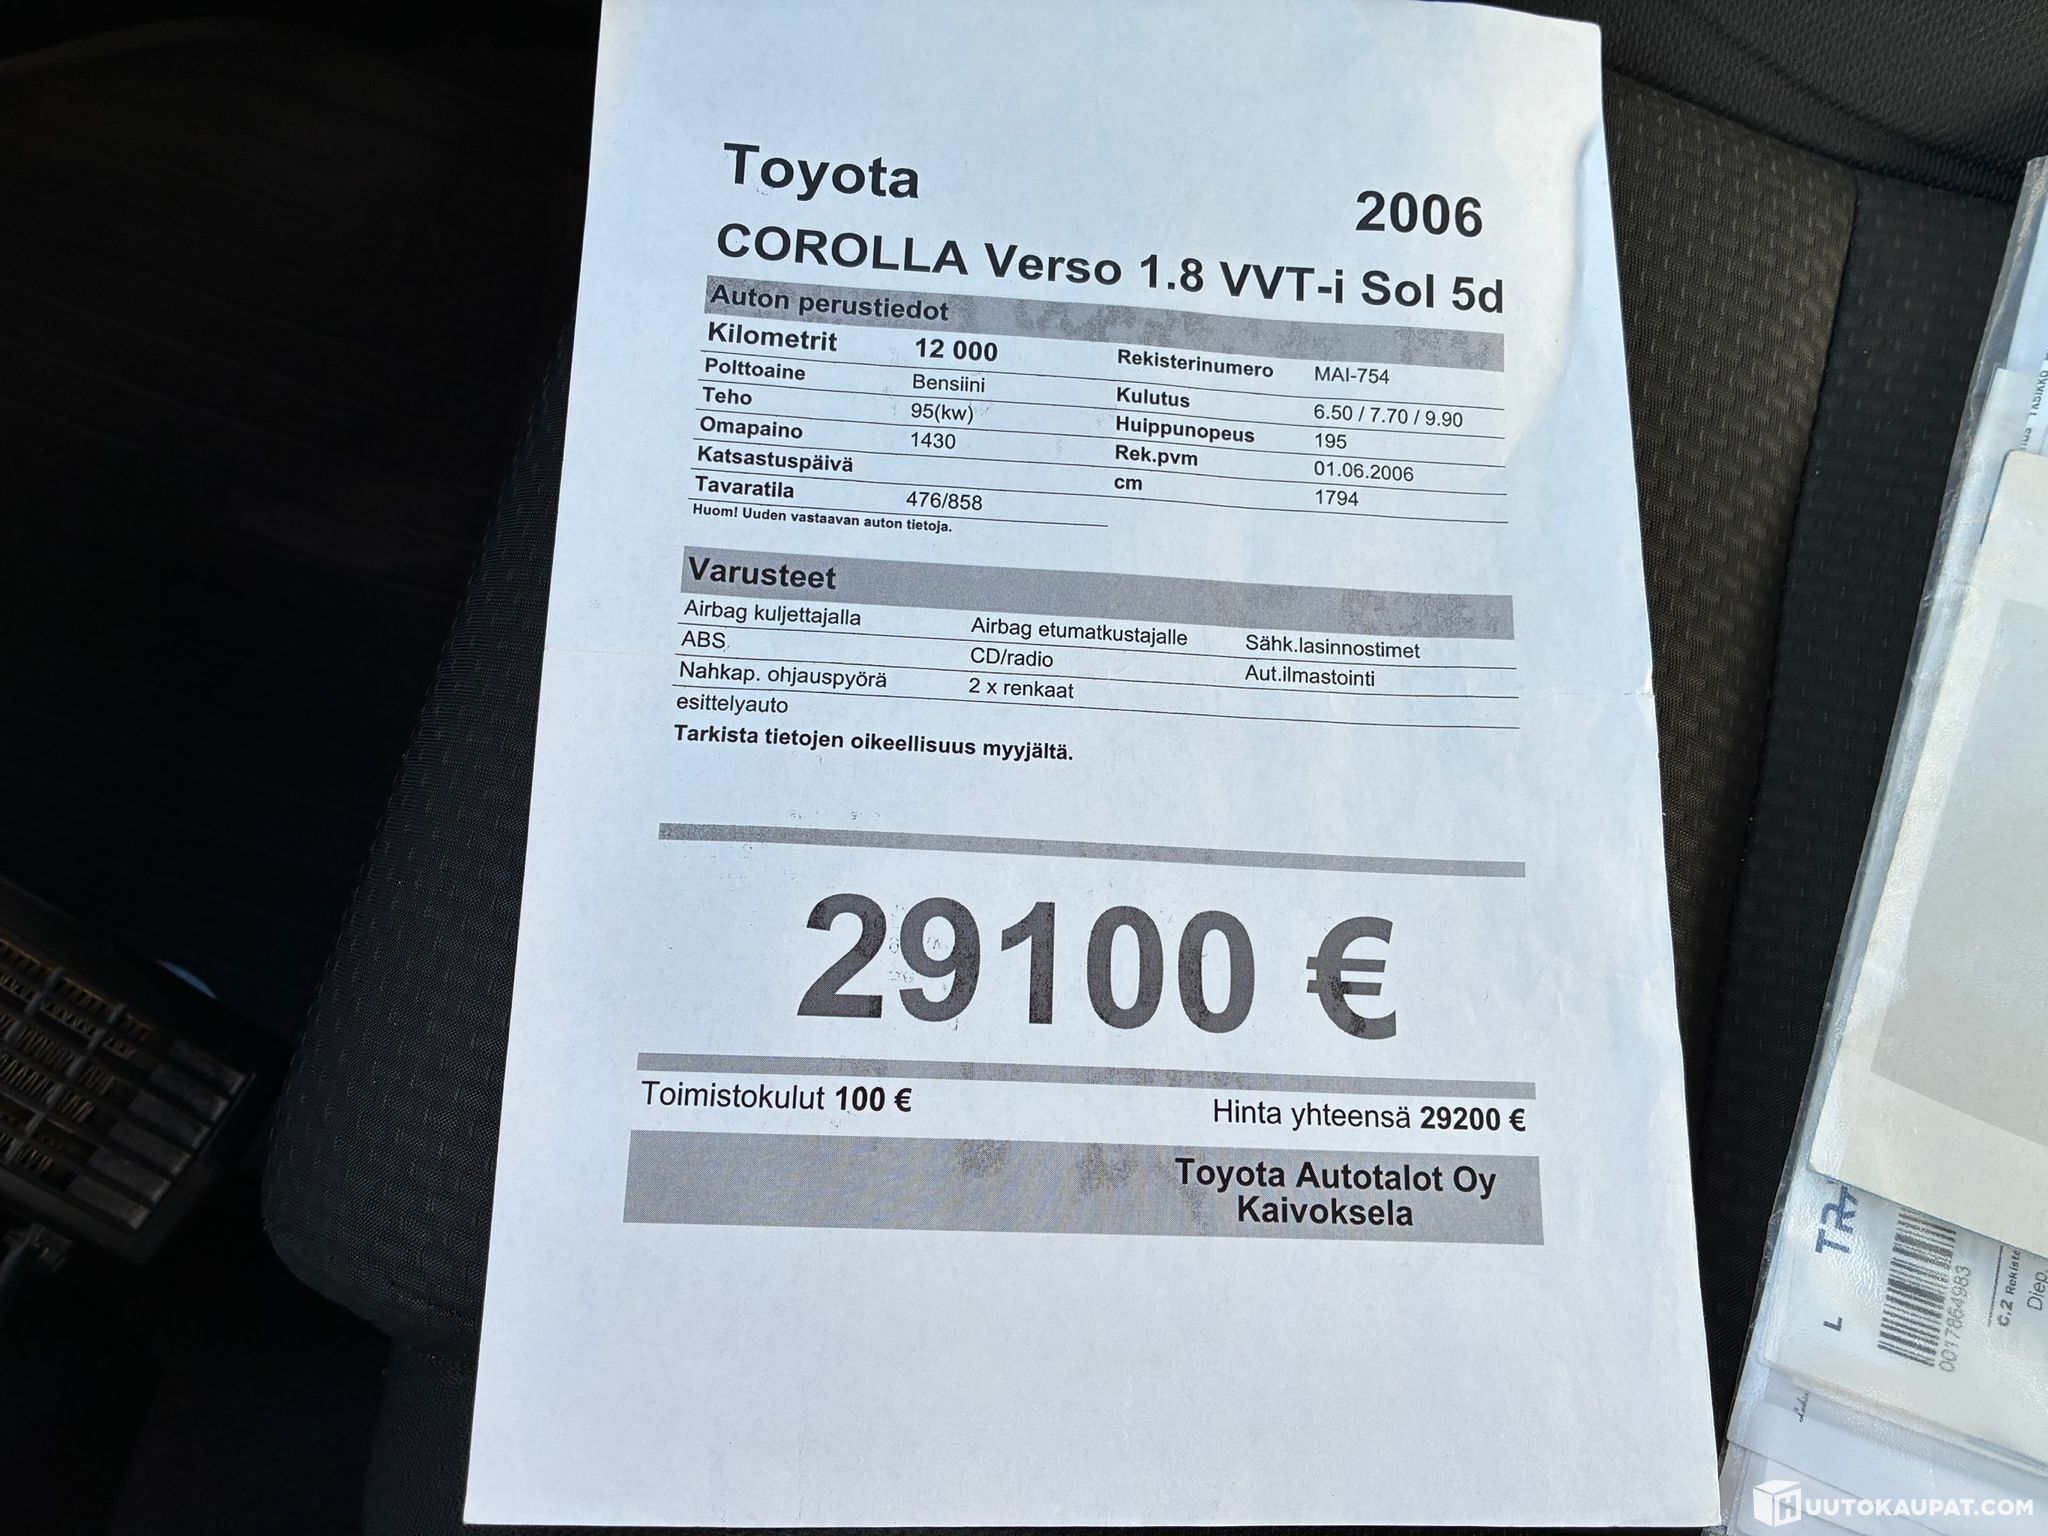 Toyota
2006
COROLLA Verso 1.8 VVT-i Sol 5d
Auton perustiedot
Kilometrit 12 000 Rekisterinumero MAI-754
Polttoaine Bensiini Kulutus 6.50 / 7.70 / 9.90
Teho 95(kw) Huippunopeus 195
Omapaino 1430 Rek.pvm 01.06.2006
Katsastuspäivä cm 1794
Tavaratila 476/858
Huom! Uuden vastaavan auton tietoja.
Varusteet
Airbag kuljettajalla Airbag etumatkustajalle Sähk.lasinnostimet
ABS CD/radio Aut.ilmastointi
Nahkap. ohjauspyörä 2 x renkaat
esittelyauto
Tarkista tietojen oikeellisuus myyjältä.
29100 €
Toimistokulut 100 € Hinta yhteensä 29200 €
Toyota Autotalot Oy
Kaivoksela
L
0017864983
C.2
Diep.
HUUTOKAUPAT.COM